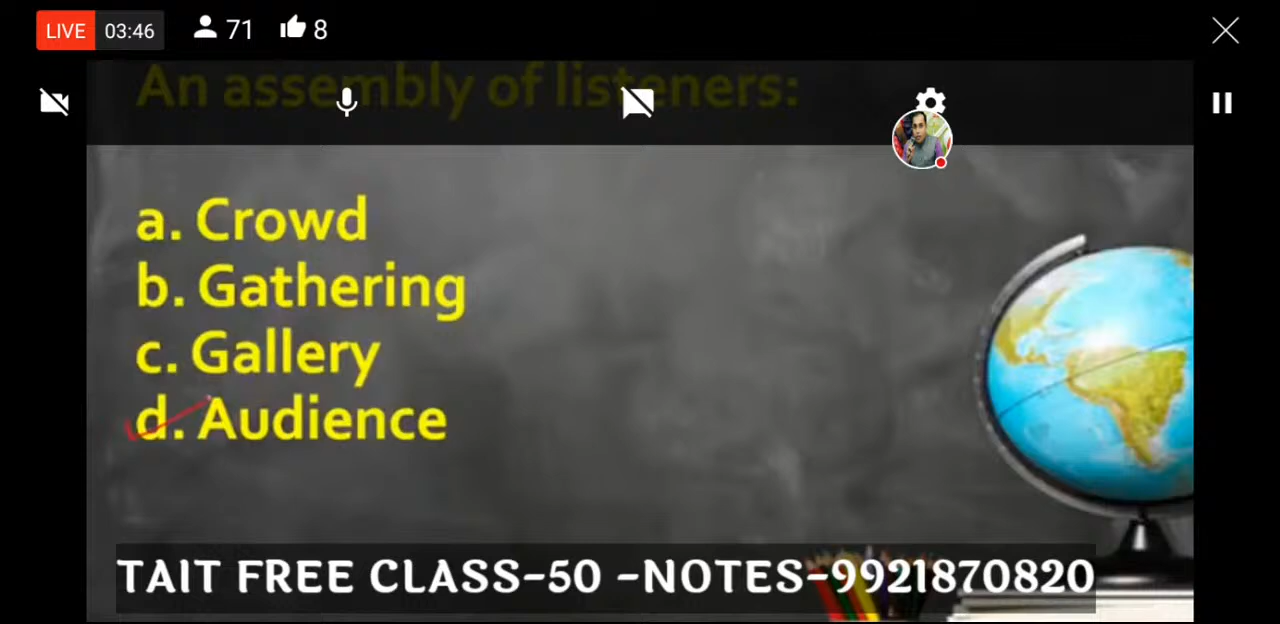 LIVE 03:46 71 8
An assembly of listeners:
a. Crowd
b. Gathering
c. Gallery
d. Audience
TAIT FREE CLASS-50 -NOTES-9921870820